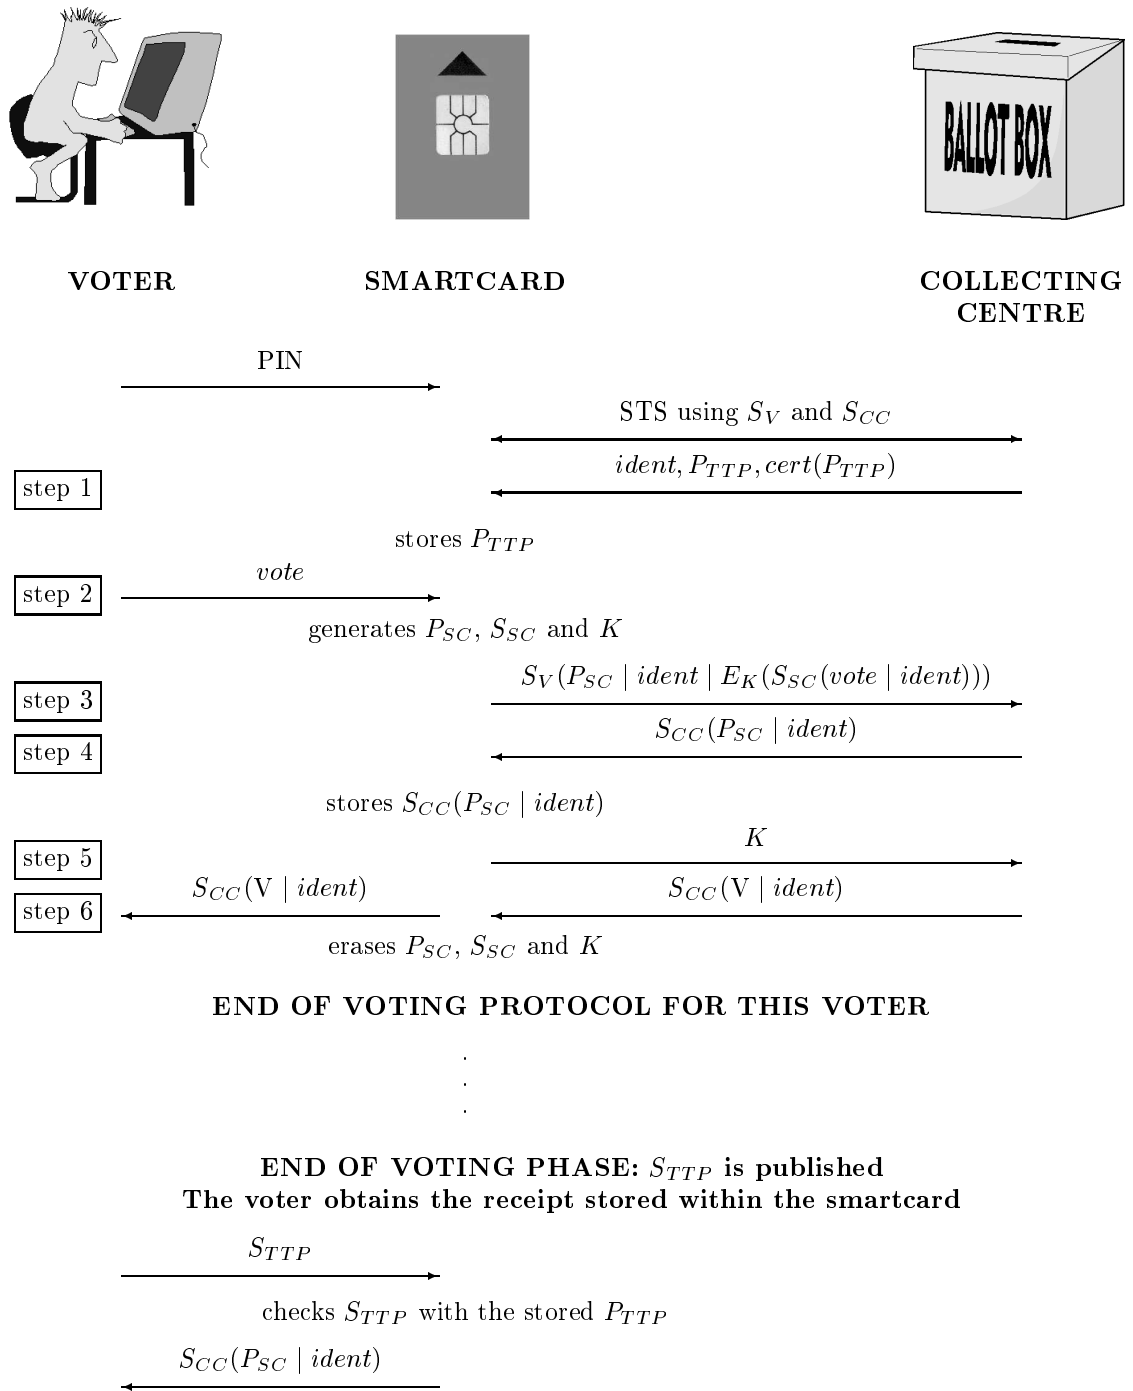 BALLOT BOX
VOTER SMARTCARD COLLECTING
CENTRE
PIN
STS using S_V and S_CC
ident, P_TTP, cert(P_TTP)
step 1
stores P_TTP
vote
step 2
generates P_SC, S_SC and K
S_V(P_SC | ident | E_K(S_SC(vote | ident)))
step 3
S_CC(P_SC | ident)
step 4
stores S_CC(P_SC | ident)
K
step 5
S_CC(V | ident) S_CC(V | ident)
step 6
erases P_SC, S_SC and K
END OF VOTING PROTOCOL FOR THIS VOTER
.
.
.
END OF VOTING PHASE: S_TTP is published
The voter obtains the receipt stored within the smartcard
S_TTP
checks S_TTP with the stored P_TTP
S_CC(P_SC | ident)